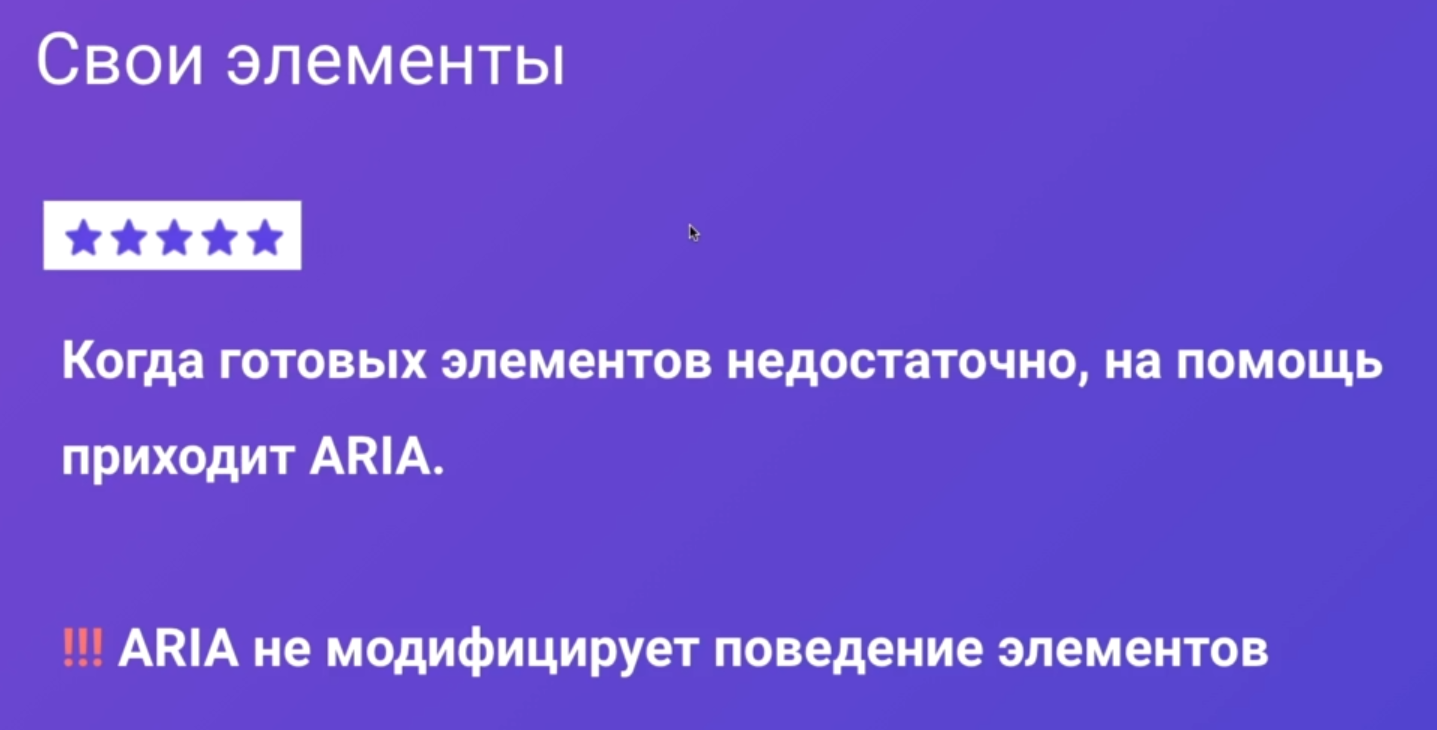 Свои элементы
Когда готовых элементов недостаточно, на помощь
приходит ARIA.
!!! ARIA не модифицирует поведение элементов